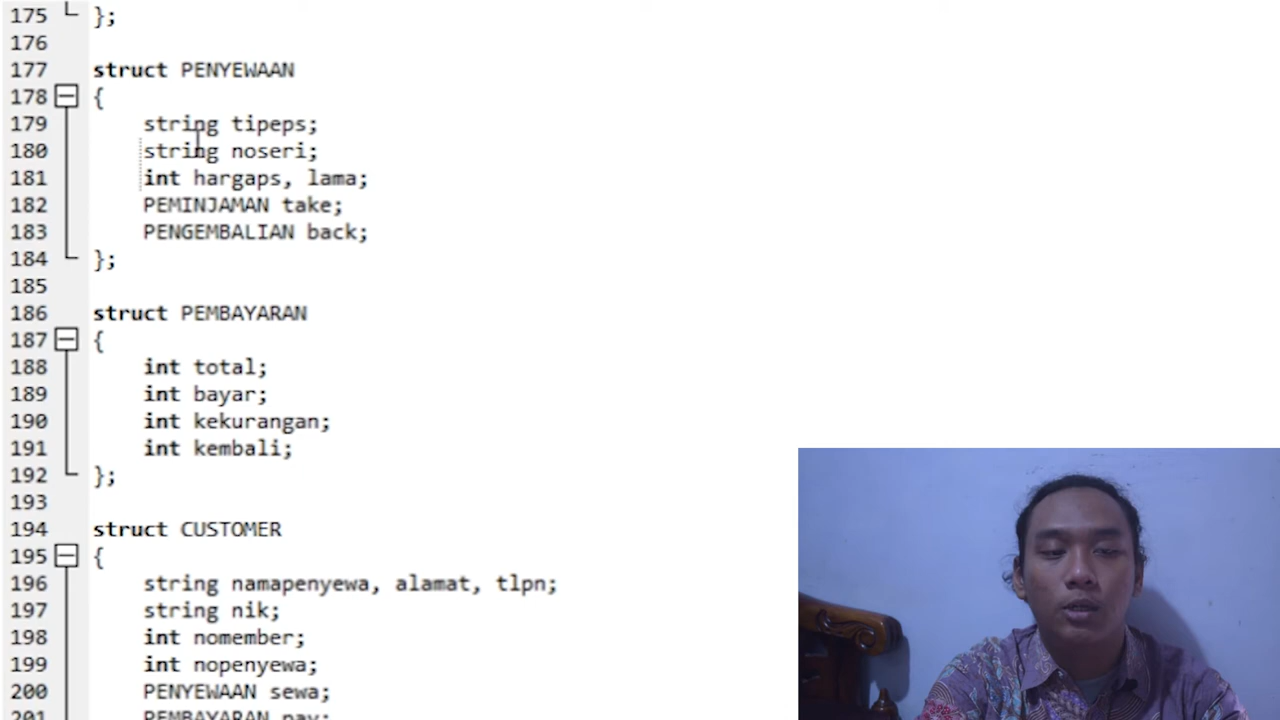 175 };
176
177 struct PENYEWAAN
178 {
179 string tipeps;
180 string noseri;
181 int hargaps, lama;
182 PEMINJAMAN take;
183 PENGEMBALIAN back;
184 };
185
186 struct PEMBAYARAN
187 {
188 int total;
189 int bayar;
190 int kekurangan;
191 int kembali;
192 };
193
194 struct CUSTOMER
195 {
196 string namapenyewa, alamat, tlpn;
197 string nik;
198 int nomember;
199 int nopenyewa;
200 PENYEWAAN sewa;
201 PEMBAYARAN pay;